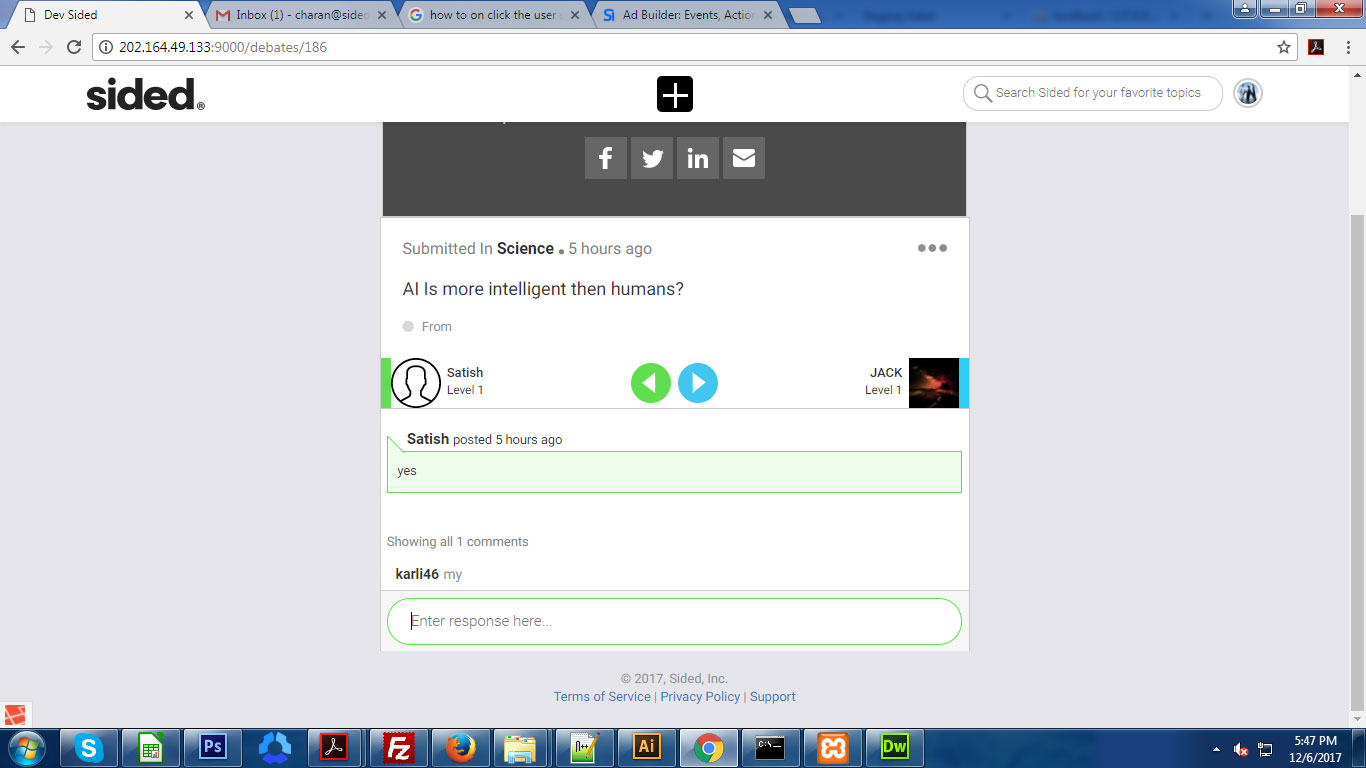 Dev Sided
Inbox (1) - charan@sided
how to on click the user s
Ad Builder: Events, Action
202.164.49.133:9000/debates/186
sided®
Search Sided for your favorite topics
Submitted In Science • 5 hours ago
AI Is more intelligent then humans?
From
Satish
Level 1
JACK
Level 1
Satish posted 5 hours ago
yes
Showing all 1 comments
karli46 my
Enter response here...
© 2017, Sided, Inc.
Terms of Service | Privacy Policy | Support
5:47 PM
12/6/2017